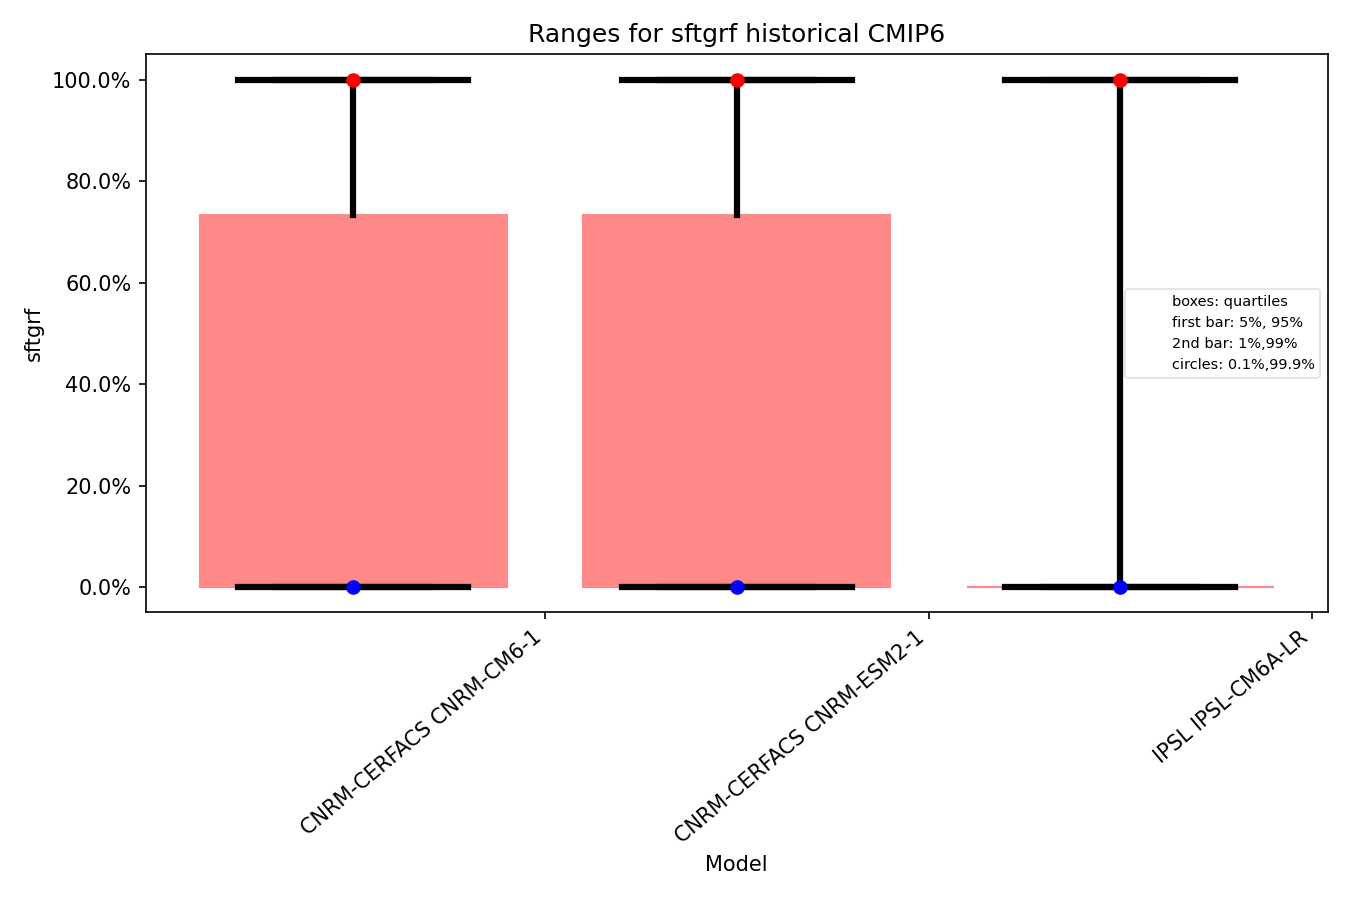 Ranges for sftgrf historical CMIP6
100.0%
80.0%
60.0%
40.0%
20.0%
0.0%
sftgrf
boxes: quartiles
first bar: 5%, 95%
2nd bar: 1%,99%
circles: 0.1%,99.9%
CNRM-CERFACS CNRM-CM6-1
CNRM-CERFACS CNRM-ESM2-1
IPSL IPSL-CM6A-LR
Model